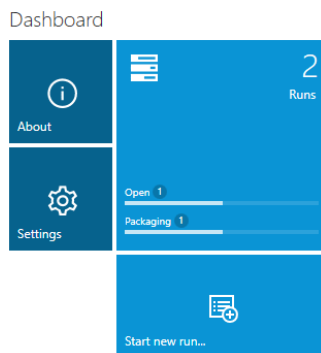 Dashboard
2
Runs
About
Open 1
Packaging 1
Settings
Start new run...